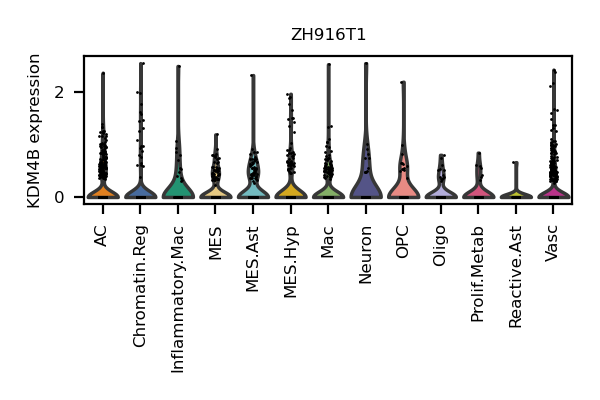 ZH916T1
KDM4B expression
2
0
AC
Chromatin.Reg
Inflammatory.Mac
MES
MES.Ast
MES.Hyp
Mac
Neuron
OPC
Oligo
Prolif.Metab
Reactive.Ast
Vasc